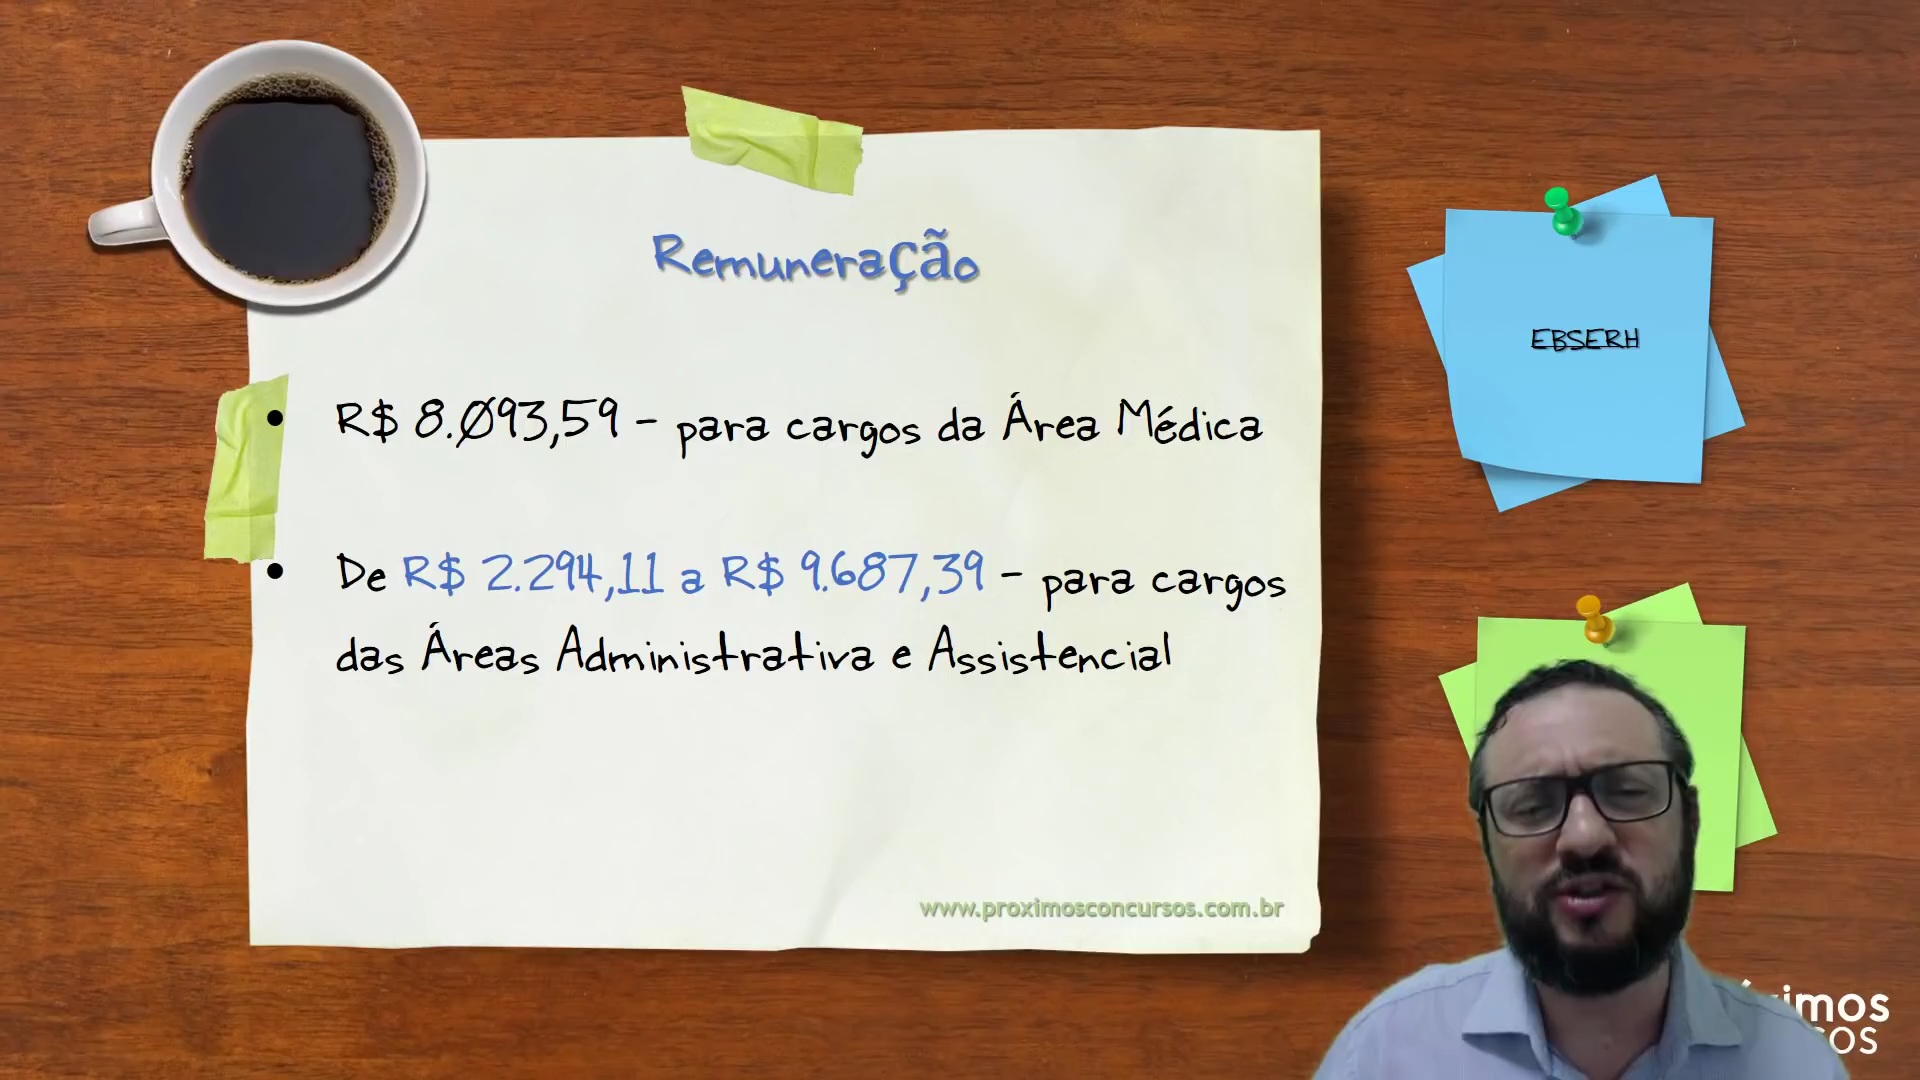 Remuneração
EBSERH
• R$ 8.093,59 - para cargos da Área Médica
• De R$ 2.294,11 a R$ 9.687,39 - para cargos
das Áreas Administrativa e Assistencial
www.proximosconcursos.com.br